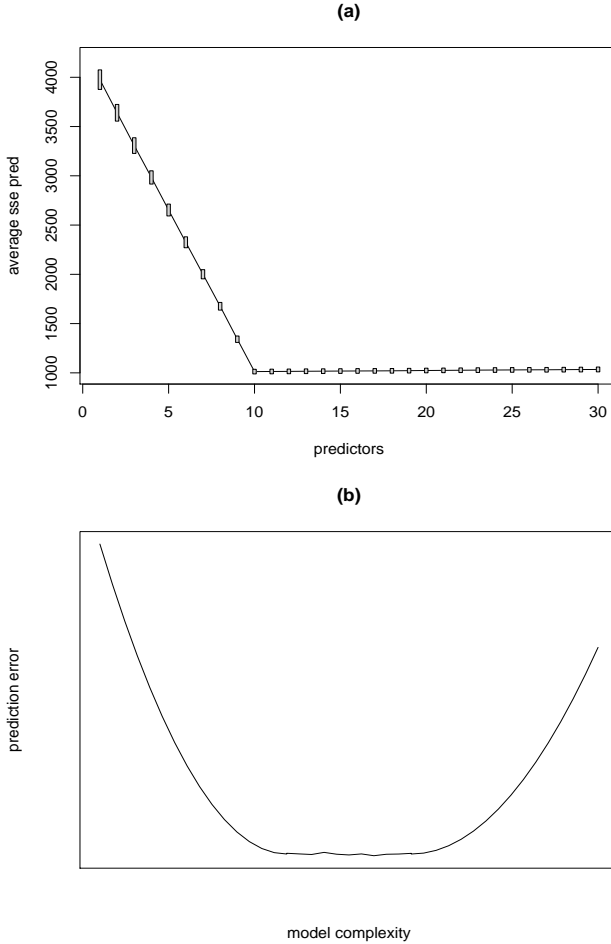 (a)
4000
3500
3000
2500
2000
1500
1000
average sse pred
0 5 10 15 20 25 30
predictors
(b)
prediction error
model complexity